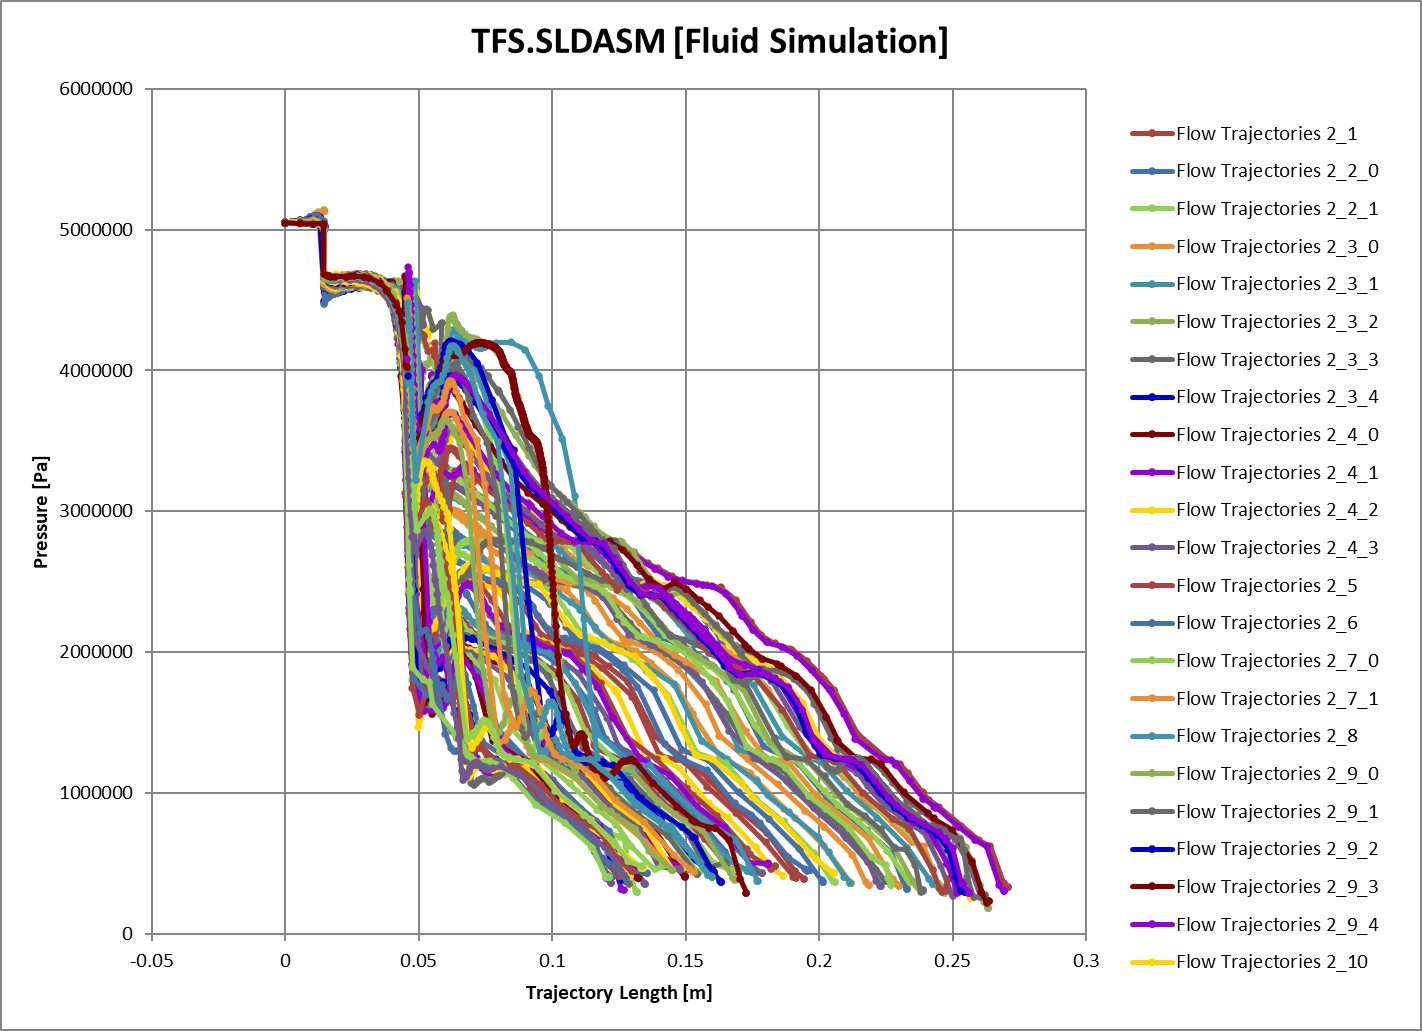 TFS.SLDASM [Fluid Simulation]
6000000
5000000
4000000
3000000
2000000
1000000
0
Pressure [Pa]
-0.05
0
0.05
0.1
0.15
0.2
0.25
0.3
Trajectory Length [m]
Flow Trajectories 2_1
Flow Trajectories 2_2_0
Flow Trajectories 2_2_1
Flow Trajectories 2_3_0
Flow Trajectories 2_3_1
Flow Trajectories 2_3_2
Flow Trajectories 2_3_3
Flow Trajectories 2_3_4
Flow Trajectories 2_4_0
Flow Trajectories 2_4_1
Flow Trajectories 2_4_2
Flow Trajectories 2_4_3
Flow Trajectories 2_5
Flow Trajectories 2_6
Flow Trajectories 2_7_0
Flow Trajectories 2_7_1
Flow Trajectories 2_8
Flow Trajectories 2_9_0
Flow Trajectories 2_9_1
Flow Trajectories 2_9_2
Flow Trajectories 2_9_3
Flow Trajectories 2_9_4
Flow Trajectories 2_10